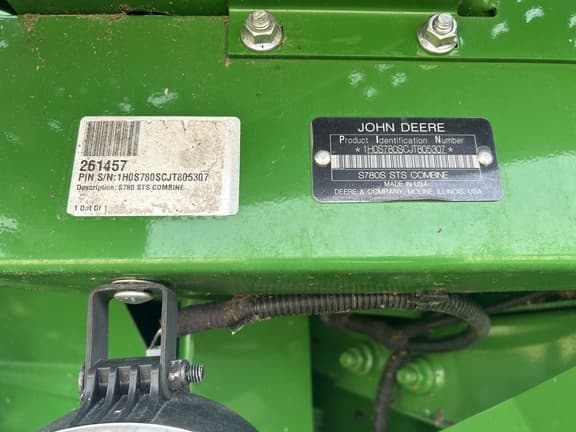 261457
PIN S/N:1H0S780SCJT805307
Description: S780 STS COMBINE
1 Out Of 1
JOHN DEERE
Product Identification Number
*1H0S780SCJT805307*
S780S STS COMBINE
MADE IN USA
DEERE & COMPANY, MOLINE, ILLINOIS, USA